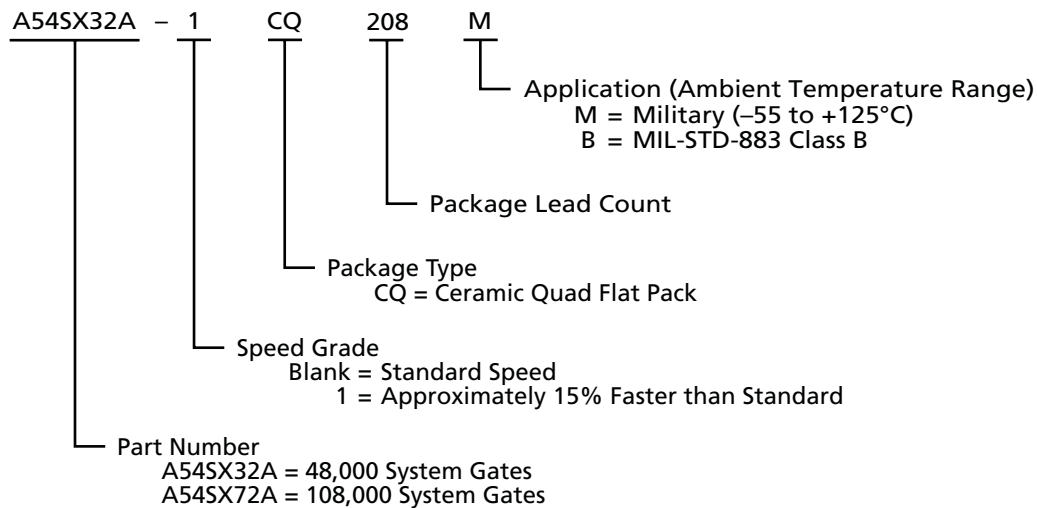 A54SX32A – 1 CQ 208 M
Application (Ambient Temperature Range)
M = Military (–55 to +125°C)
B = MIL-STD-883 Class B
Package Lead Count
Package Type
CQ = Ceramic Quad Flat Pack
Speed Grade
Blank = Standard Speed
1 = Approximately 15% Faster than Standard
Part Number
A54SX32A = 48,000 System Gates
A54SX72A = 108,000 System Gates